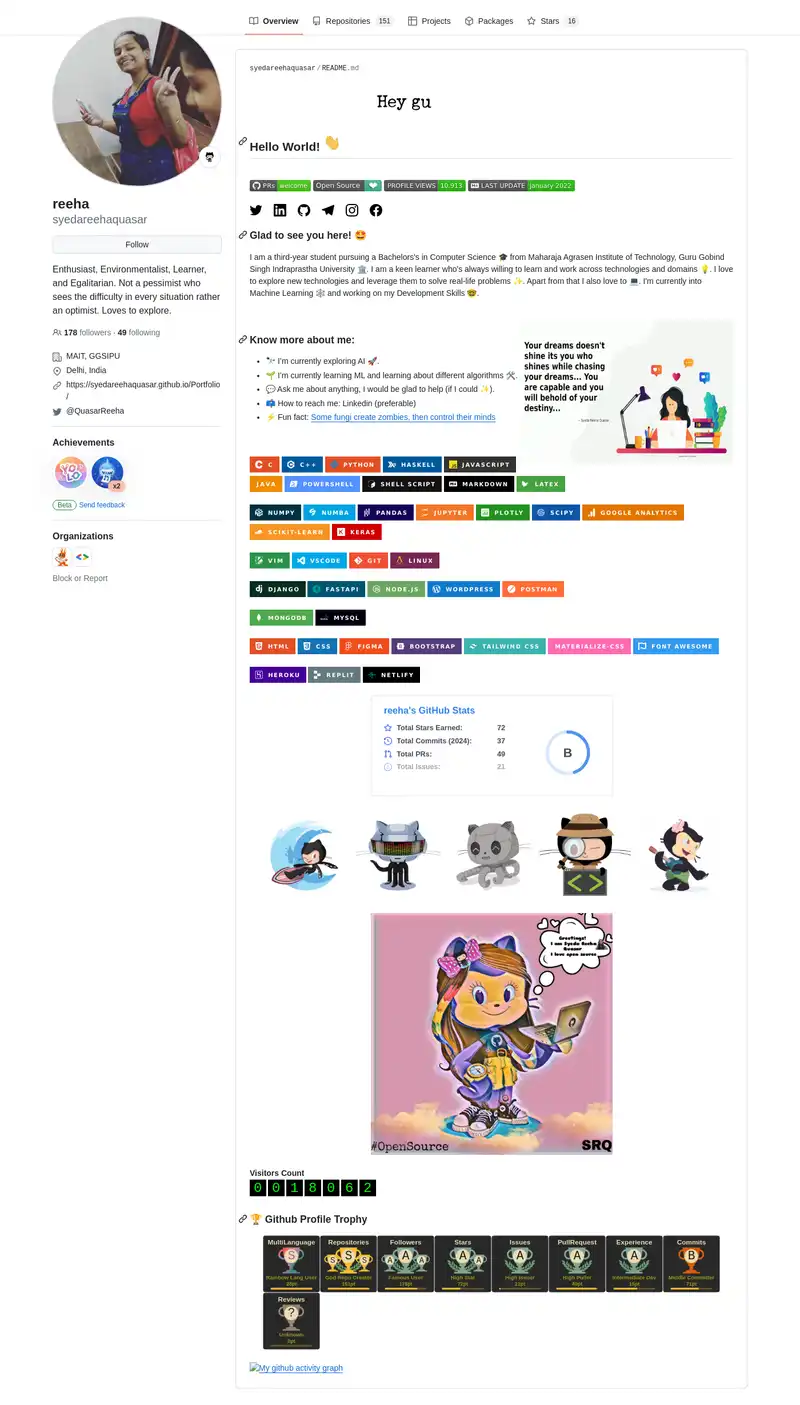 Overview
Repositories 151
Projects
Packages
Stars 16
reeha
syedareehaquasar
Follow
Enthusiast, Environmentalist, Learner,
and Egalitarian. Not a pessimist who
sees the difficulty in every situation rather
an optimist. Loves to explore.
178 followers · 49 following
MAIT, GGSIPU
Delhi, India
https://syedareehaquasar.github.io/Portfolio
/
@QuasarReeha
Achievements
YOLO
x2
Beta Send feedback
Organizations
Block or Report
syedareehaquasar / README.md
Hey gu
Hello World! 👋
PRs welcome Open Source ❤ PROFILE VIEWS 10,913 LAST UPDATE january 2022
Glad to see you here! 🤩
I am a third-year student pursuing a Bachelors's in Computer Science 🎓 from Maharaja Agrasen Institute of Technology, Guru Gobind
Singh Indraprastha University 🏛. I am a keen learner who's always willing to learn and work across technologies and domains 💡. I love
to explore new technologies and leverage them to solve real-life problems ✨. Apart from that I also love to 💻. I'm currently into
Machine Learning 🕸 and working on my Development Skills 🤓.
Know more about me:
🔭 I'm currently exploring AI 🚀.
🌱 I'm currently learning ML and learning about different algorithms 🛠.
💬 Ask me about anything, I would be glad to help (if I could ✨).
📫 How to reach me: Linkedin (preferable)
⚡ Fun fact: Some fungi create zombies, then control their minds
Your dreams doesn't
shine its you who
shines while chasing
your dreams... You
are capable and you
will behold of your
destiny...
C C++ PYTHON HASKELL JAVASCRIPT
JAVA POWERSHELL SHELL SCRIPT MARKDOWN LATEX
NUMPY NUMBA PANDAS JUPYTER PLOTLY SCIPY GOOGLE ANALYTICS
SCIKIT-LEARN KERAS
VIM VSCODE GIT LINUX
DJANGO FASTAPI NODE.JS WORDPRESS POSTMAN
MONGODB MYSQL
HTML CSS FIGMA BOOTSTRAP TAILWIND CSS MATERIALIZE-CSS FONT AWESOME
HEROKU REPLIT NETLIFY
reeha's GitHub Stats
Total Stars Earned: 72
Total Commits (2024): 37
Total PRs: 49
Total Issues: 21
B
Greetings!
I am Syeda Reeha
Quasar
I love open source
#OpenSource
SRQ
Visitors Count
0 0 1 8 0 6 2
🏆 Github Profile Trophy
MultiLanguage Repositories Followers Stars Issues PullRequest Experience Commits
S S S S A A A A A A A B
Rainbow Lang User God Repo Creator Famous User High Star High Issuer High Puller Intermediate Dev Middle Committer
Reviews
?
Unknown
My github activity graph